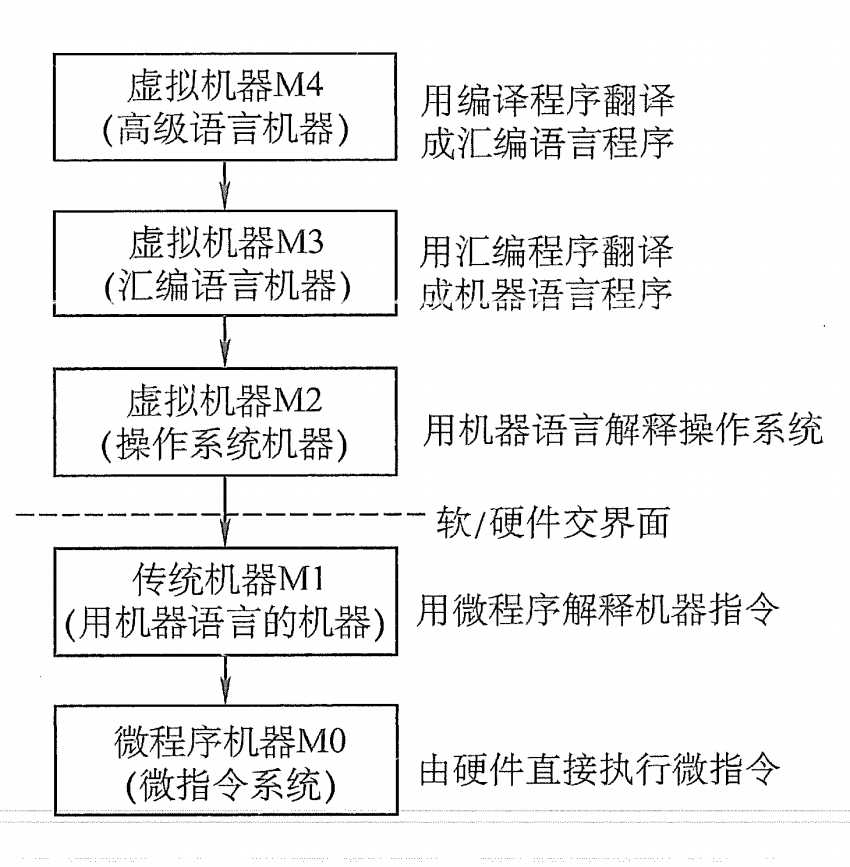 虚拟机器M4
(高级语言机器)
用编译程序翻译
成汇编语言程序
虚拟机器M3
(汇编语言机器)
用汇编程序翻译
成机器语言程序
虚拟机器M2
(操作系统机器)
用机器语言解释操作系统
软/硬件交界面
传统机器M1
(用机器语言的机器)
用微程序解释机器指令
微程序机器M0
(微指令系统)
由硬件直接执行微指令